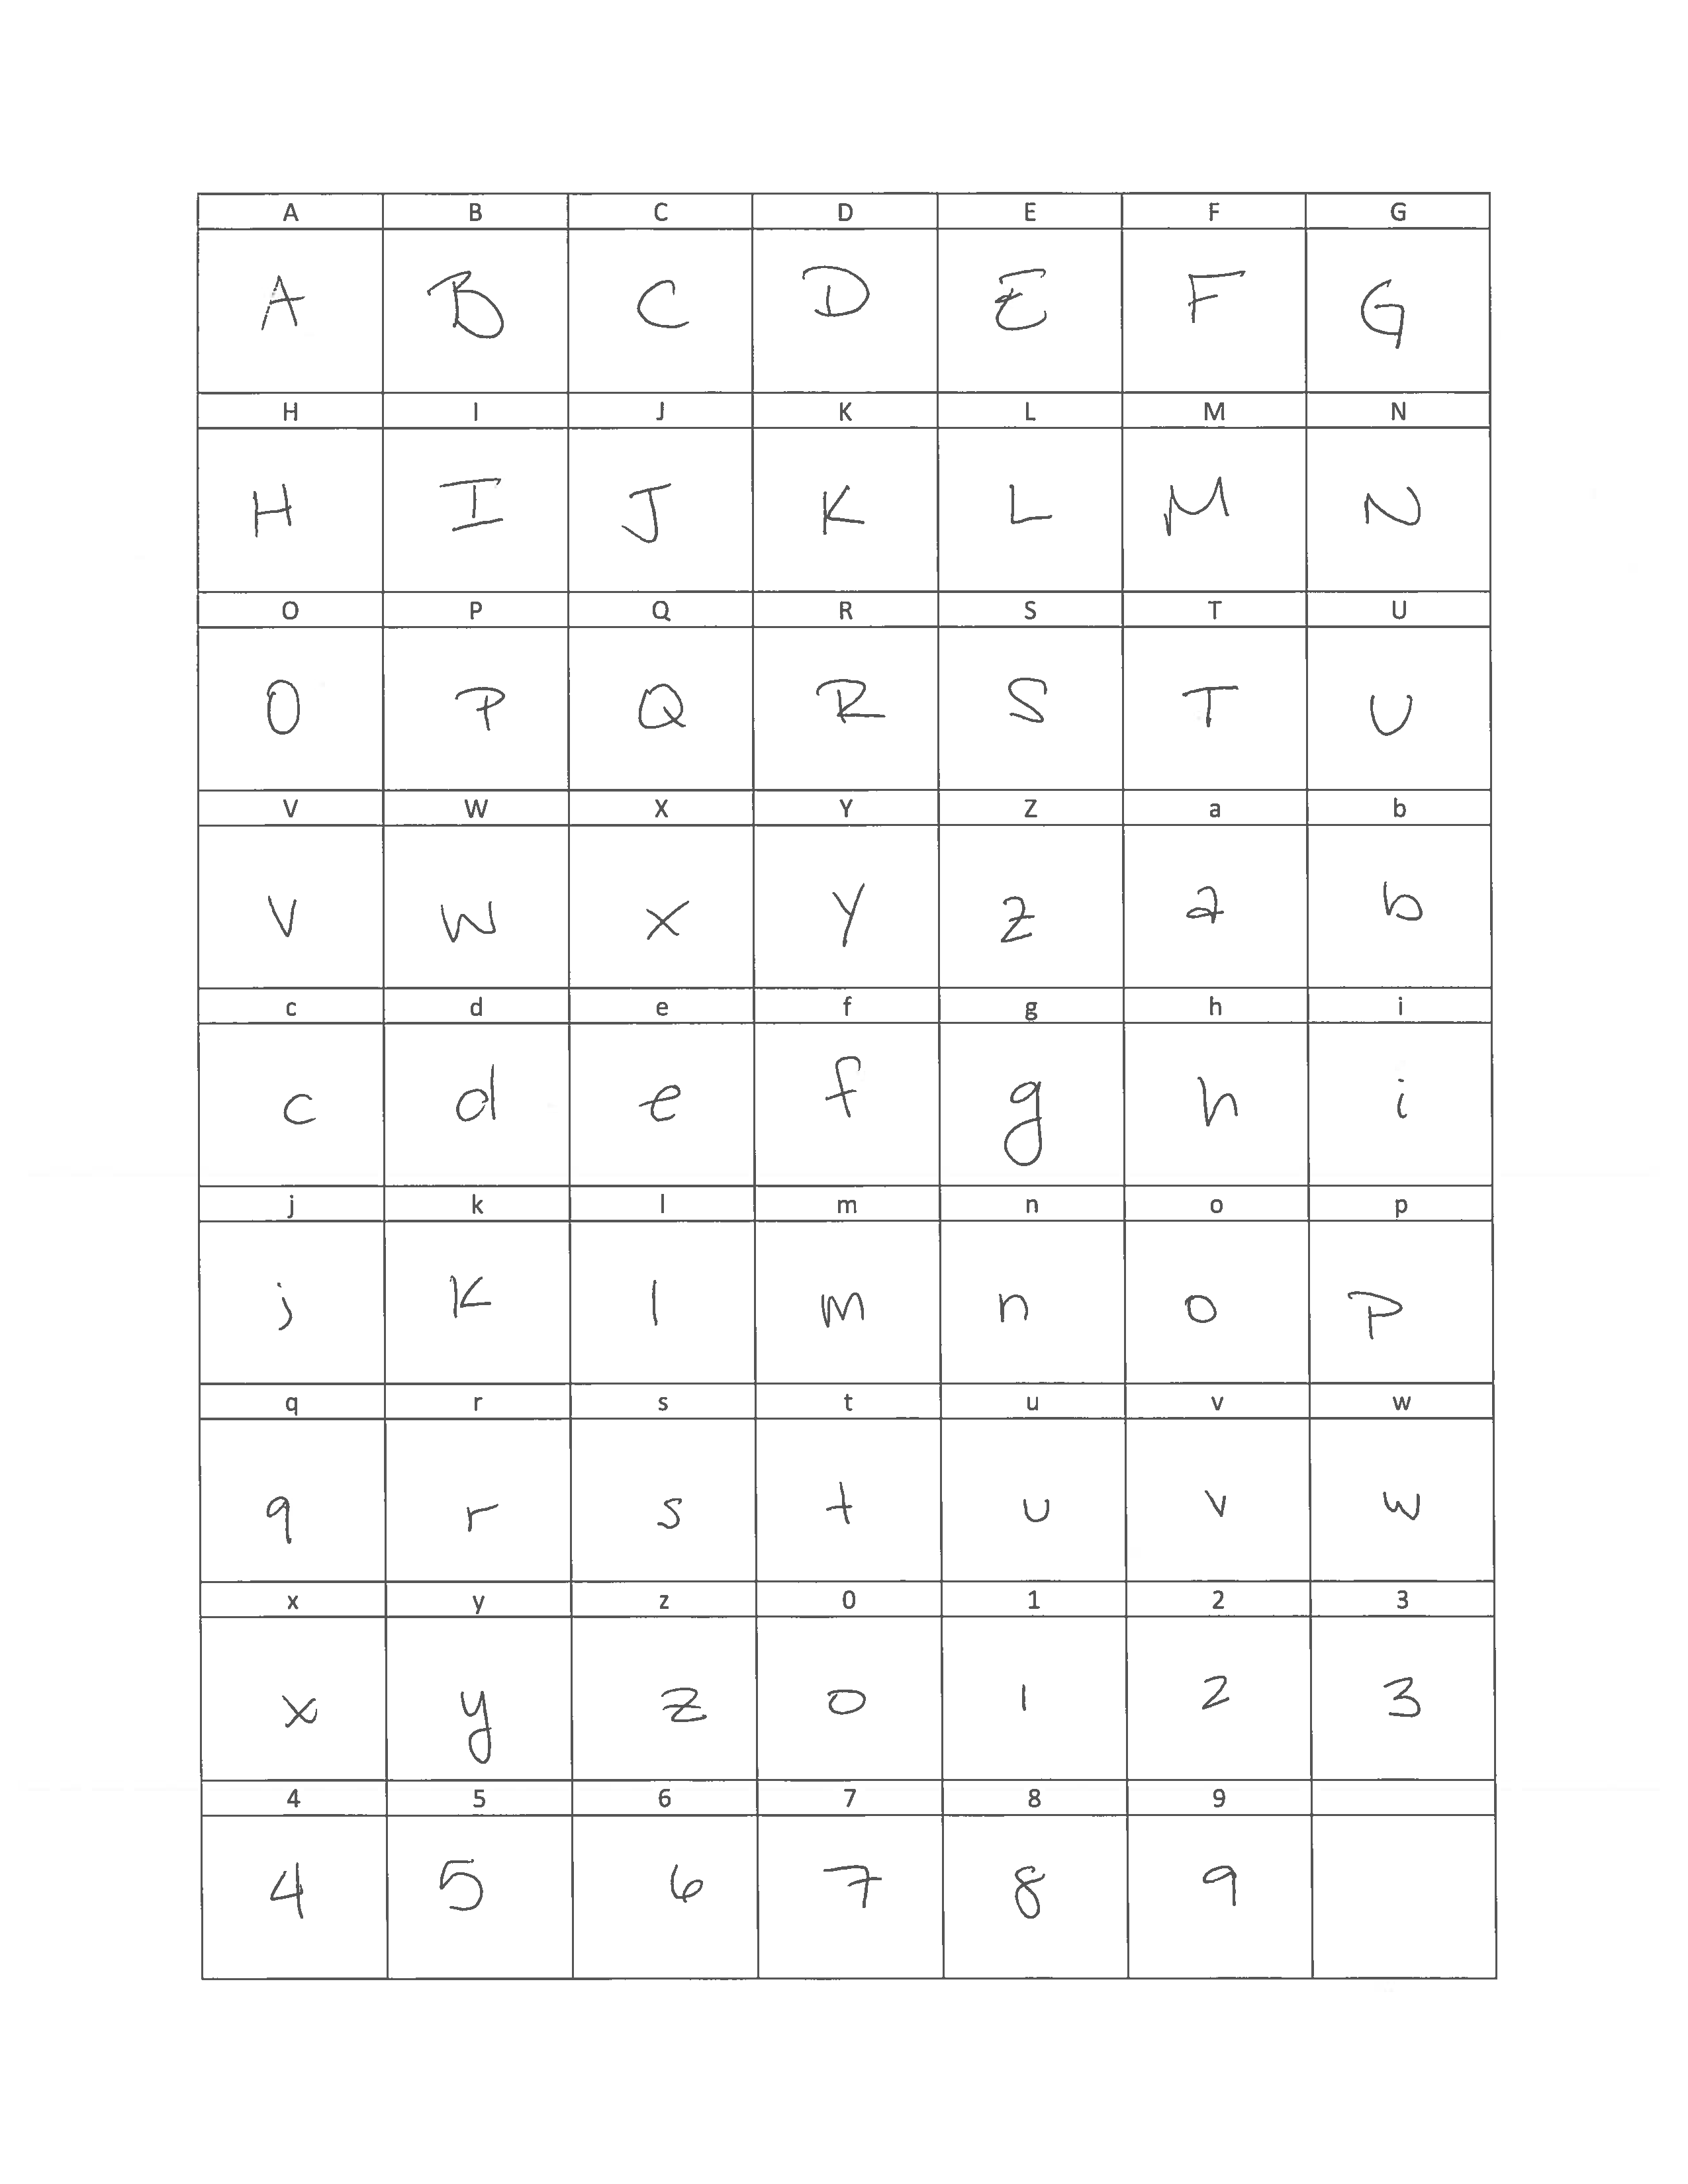 A B C D E F G
A B C D E F G
H I J K L M N
H I J K L M N
O P Q R S T U
O P Q R S T U
V W X Y Z a b
V W X Y Z a b
c d e f g h i
c d e f g h i
j k l m n o p
j k l m n o p
q r s t u v w
q r s t u v w
x y z 0 1 2 3
x y z 0 1 2 3
4 5 6 7 8 9
4 5 6 7 8 9